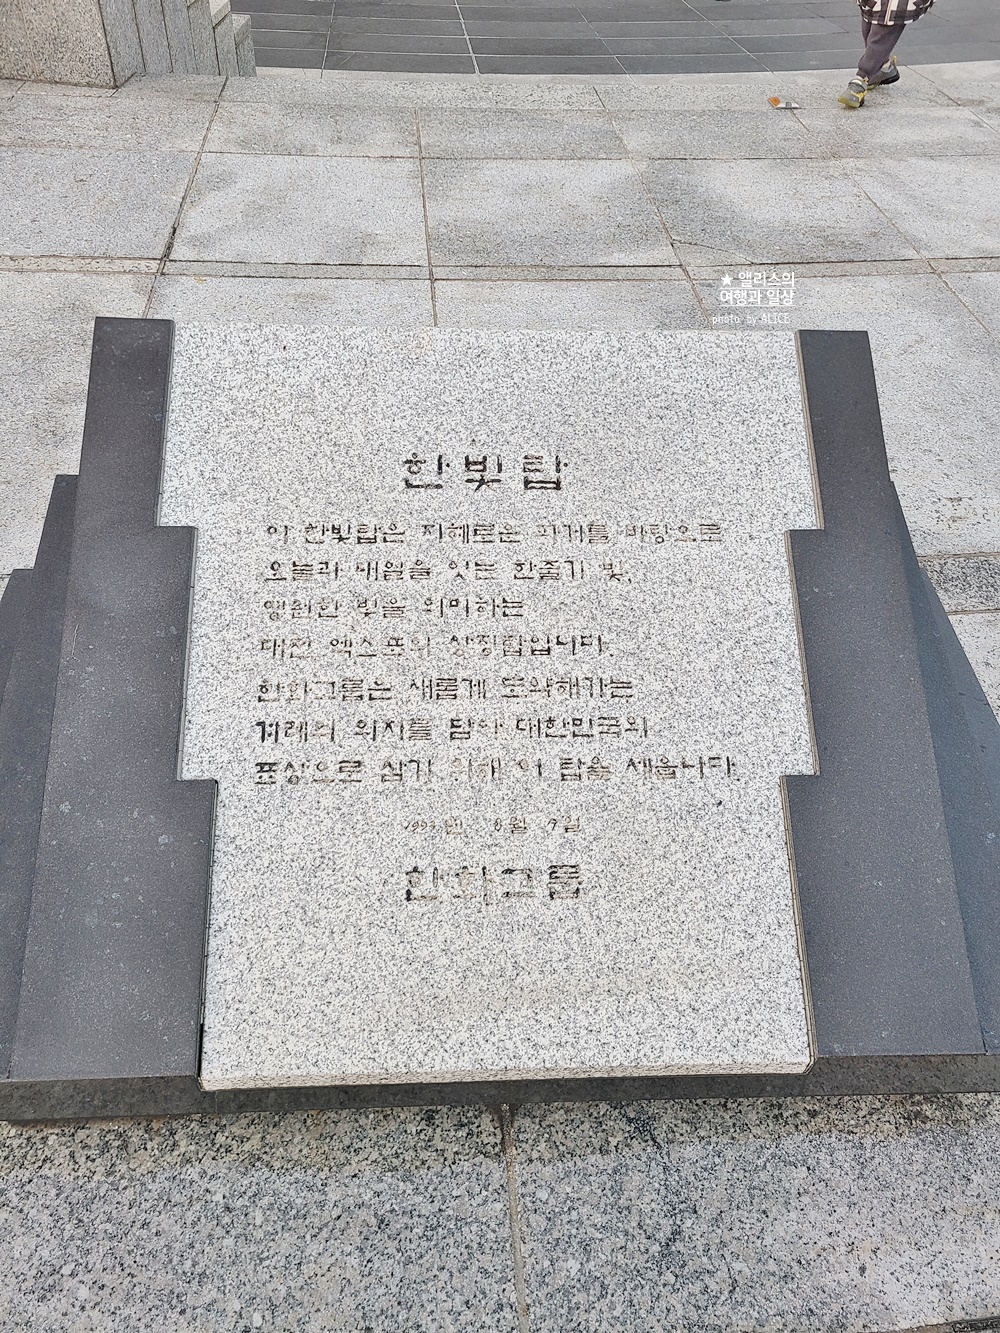 ★ 앨리스의
여행과 일상
photo by ALICE
한빛탑
이 한빛탑은 지혜로운 과거를 바탕으로
오늘과 내일을 잇는 한줄기 빛,
영원한 빛을 의미하는
대전 엑스포의 상징탑입니다.
한화그룹은 새롭게 도약해가는
겨레의 의지를 담아 대한민국의
표상으로 삼기 위해 이 탑을 세웁니다.
1993년 8월 7일
한화그룹